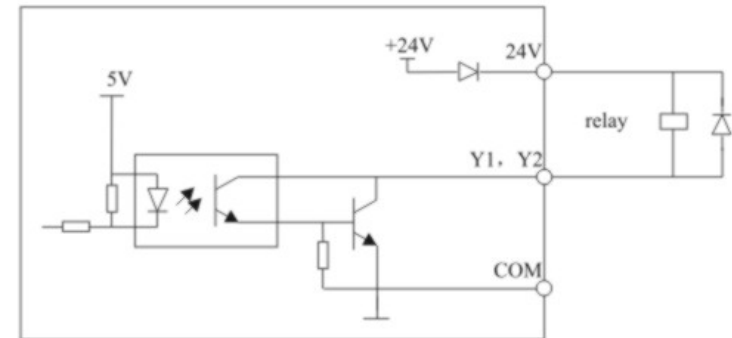 +24V
24V
5V
relay
Y1，Y2
COM